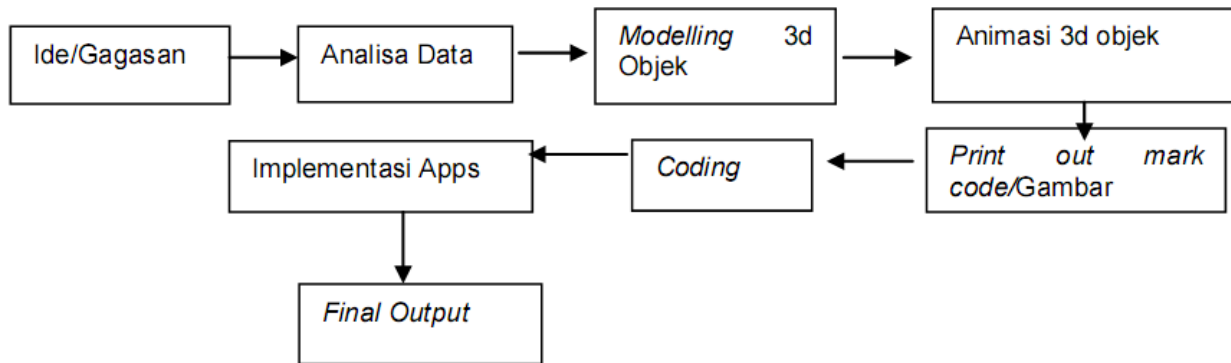 Ide/Gagasan
Analisa Data
Modelling 3d
Objek
Animasi 3d objek
Print out mark
code/Gambar
Coding
Implementasi Apps
Final Output